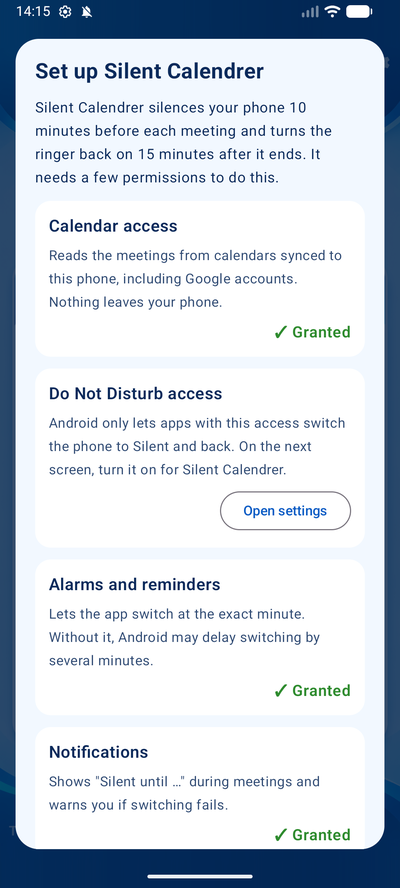 14:15
Set up Silent Calendrer
Silent Calendrer silences your phone 10
minutes before each meeting and turns the
ringer back on 15 minutes after it ends. It
needs a few permissions to do this.
Calendar access
Reads the meetings from calendars synced to
this phone, including Google accounts.
Nothing leaves your phone.
✓ Granted
Do Not Disturb access
Android only lets apps with this access switch
the phone to Silent and back. On the next
screen, turn it on for Silent Calendrer.
Open settings
Alarms and reminders
Lets the app switch at the exact minute.
Without it, Android may delay switching by
several minutes.
✓ Granted
Notifications
Shows "Silent until …" during meetings and
warns you if switching fails.
✓ Granted